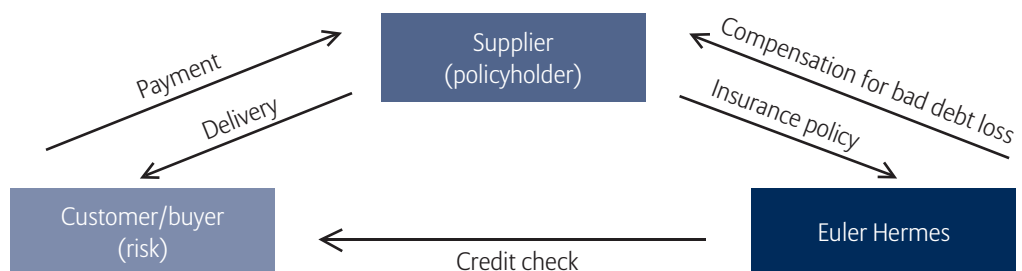 Supplier
(policyholder)
Payment
Delivery
Compensation for bad debt loss
Insurance policy
Customer/buyer
(risk)
Euler Hermes
Credit check